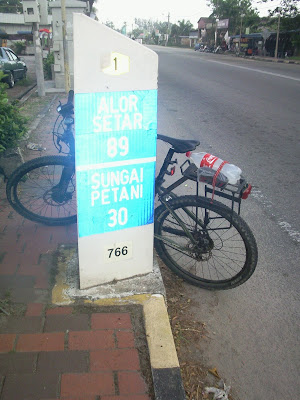 1
ALOR
SETAR
89
SUNGAI
PETANI
30
766